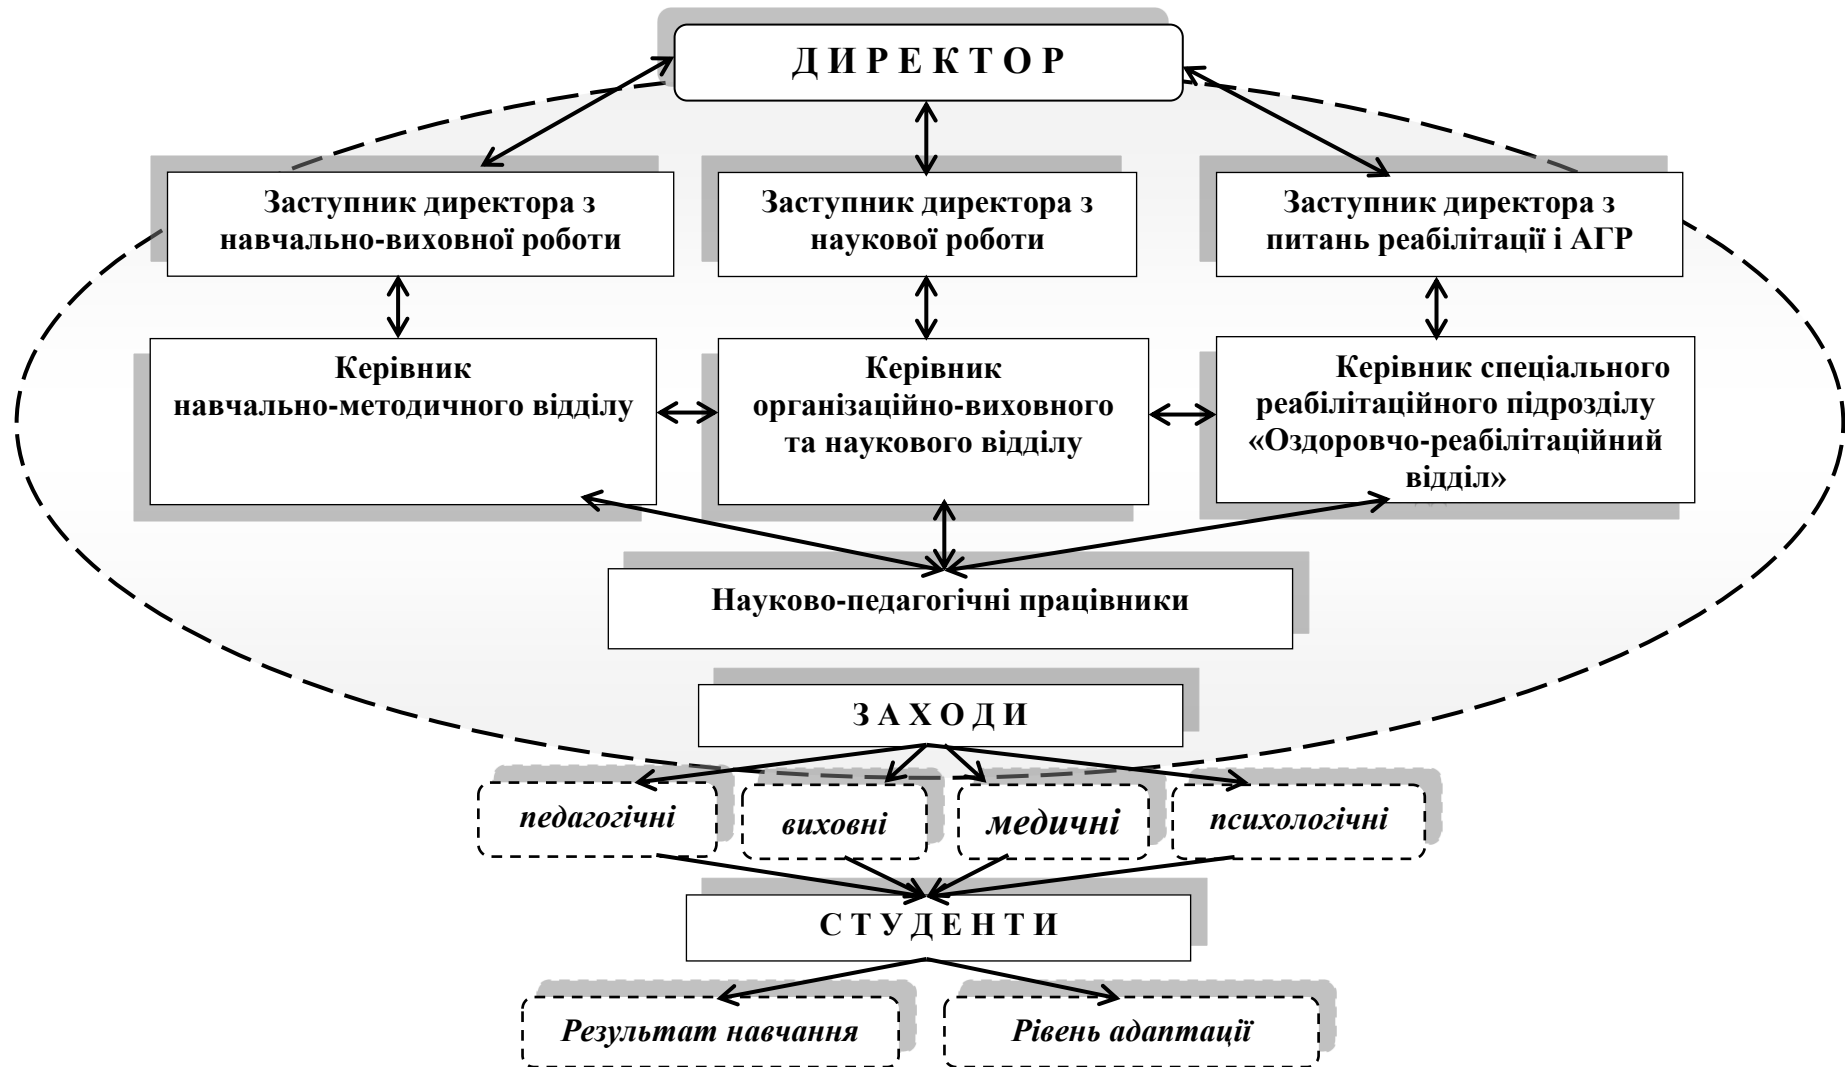 Д И Р Е К Т О Р
Заступник директора з
навчально-виховної роботи
Заступник директора з
наукової роботи
Заступник директора з
питань реабілітації і АГР
Керівник
навчально-методичного відділу
Керівник
організаційно-виховного
та наукового відділу
Керівник спеціального
реабілітаційного підрозділу
«Оздоровчо-реабілітаційний
відділ»
Науково-педагогічні працівники
З А Х О Д И
педагогічні
виховні
медичні
психологічні
С Т У Д Е Н Т И
Результат навчання
Рівень адаптації